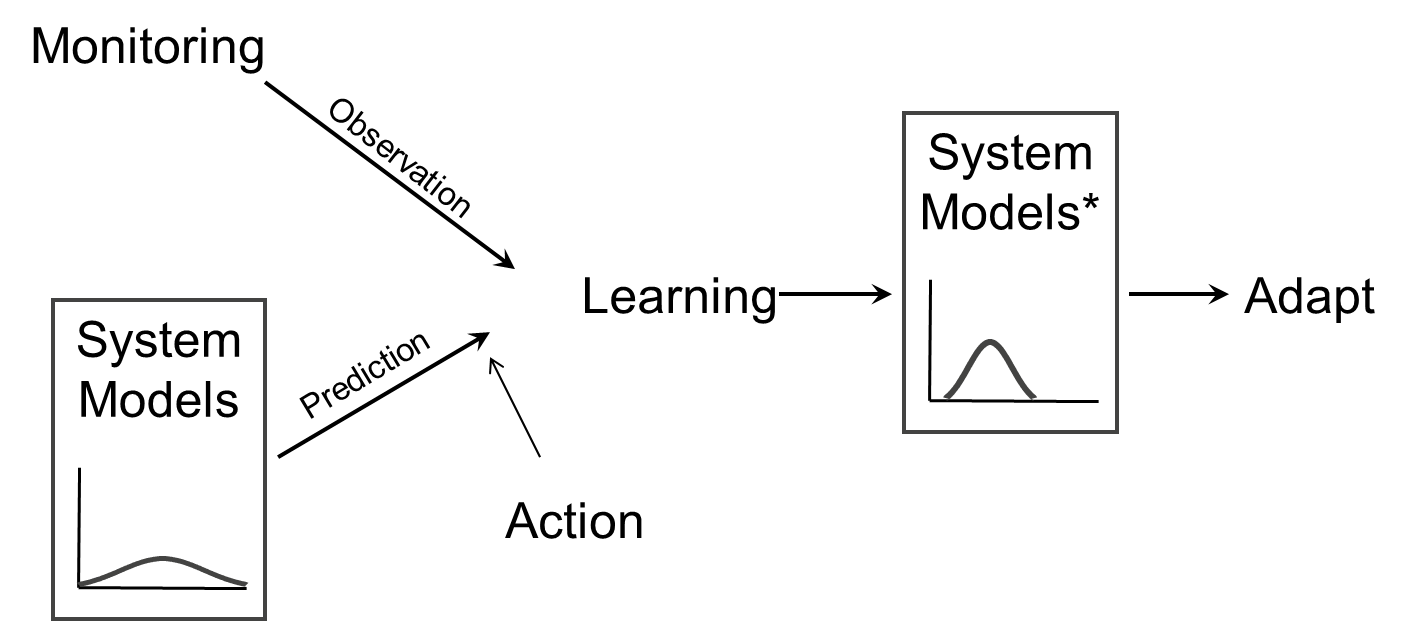 Monitoring
Observation
System
Models
Prediction
Action
Learning
System
Models*
Adapt